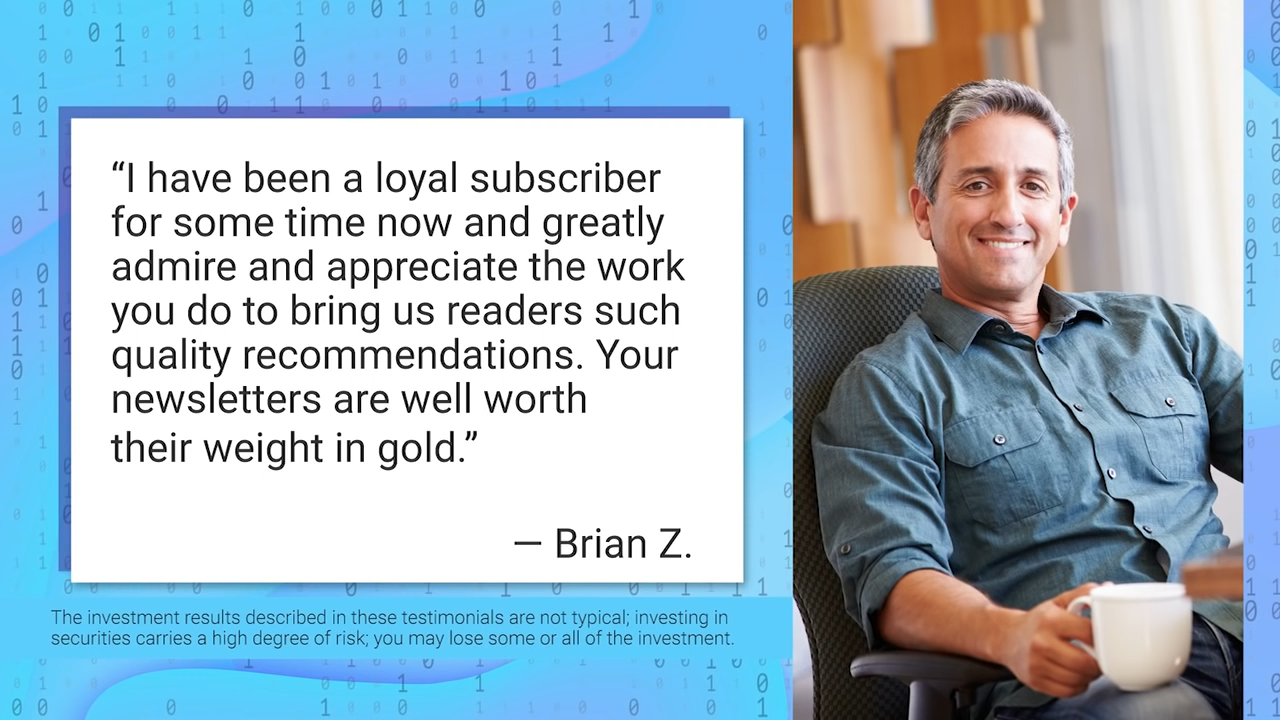 “I have been a loyal subscriber
for some time now and greatly
admire and appreciate the work
you do to bring us readers such
quality recommendations. Your
newsletters are well worth
their weight in gold.”
— Brian Z.
The investment results described in these testimonials are not typical; investing in
securities carries a high degree of risk; you may lose some or all of the investment.